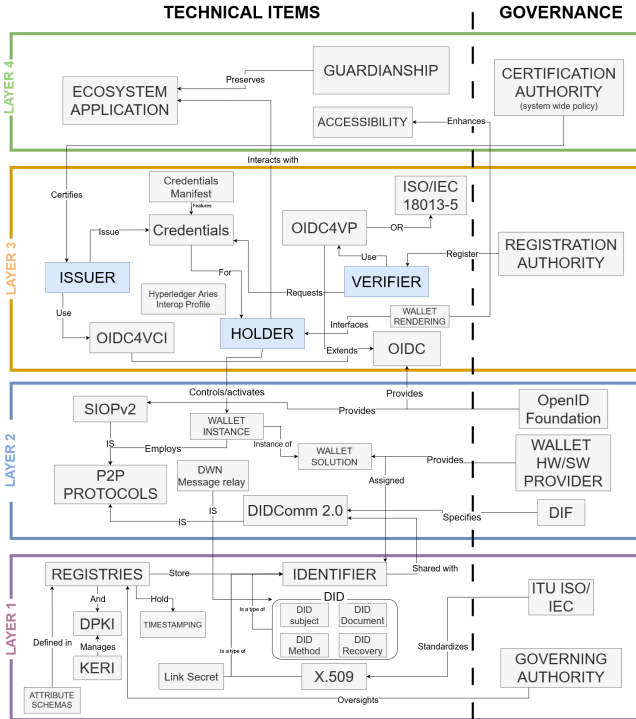 TECHNICAL ITEMS
GOVERNANCE
LAYER 4
GUARDIANSHIP
Preserves
ECOSYSTEM
APPLICATION
CERTIFICATION
AUTHORITY
(system wide policy)
ACCESSIBILITY
Enhances
Interacts with
LAYER 3
Certifies
Credentials
Manifest
Features
ISO/IEC
18013-5
Issue
Credentials
OIDC4VP
OR
REGISTRATION
AUTHORITY
Use
Register
ISSUER
For
VERIFIER
Requests
Hyperledger Aries
Interop Profile
Use
WALLET
RENDERING
Interfaces
HOLDER
OIDC4VCI
Extends
OIDC
LAYER 2
Controls/activates
Provides
SIOPv2
Provides
OpenID
Foundation
WALLET
INSTANCE
IS
Employs
Instance of
WALLET
SOLUTION
Provides
WALLET
HW/SW
PROVIDER
DWN
Message relay
P2P
PROTOCOLS
Assigned
IS
DIDComm 2.0
IS
Specifies
DIF
LAYER 1
REGISTRIES
Store
IDENTIFIER
Shared with
And
Hold
DID
ITU ISO/
IEC
Is a type of
DID
subject
DID
Document
DPKI
TIMESTAMPING
Defined in
Manages
DID
Method
DID
Recovery
Standardizes
Is a type of
KERI
Link Secret
X.509
GOVERNING
AUTHORITY
ATTRIBUTE
SCHEMAS
Oversights